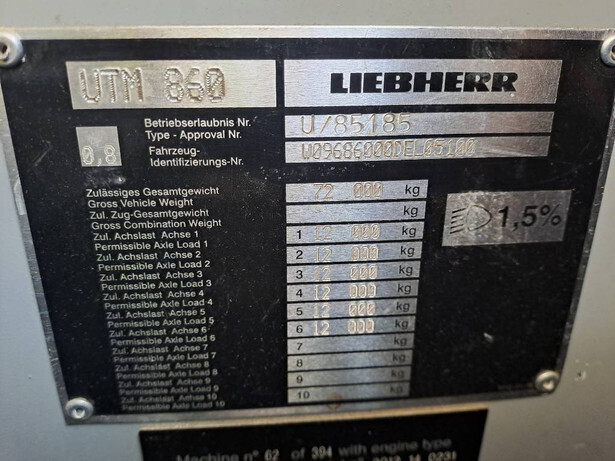 UTM 860
LIEBHERR
Betriebserlaubnis Nr.
Type - Approval Nr.
U/85185
0,8
Fahrzeug-
Identifizierungs-Nr.
W09686000DEL05100
Zulässiges Gesamtgewicht
Gross Vehicle Weight
72 000 kg
Zul. Zug-Gesamtgewicht
Gross Combination Weight
kg
Zul. Achslast Achse 1
Permissible Axle Load 1
1 12 000 kg
Zul. Achslast Achse 2
Permissible Axle Load 2
2 12 000 kg
Zul. Achslast Achse 3
Permissible Axle Load 3
3 12 000 kg
Zul. Achslast Achse 4
Permissible Axle Load 4
4 12 000 kg
Zul. Achslast Achse 5
Permissible Axle Load 5
5 12 000 kg
Zul. Achslast Achse 6
Permissible Axle Load 6
6 12 000 kg
Zul. Achslast Achse 7
Permissible Axle Load 7
7 kg
Zul. Achslast Achse 8
Permissible Axle Load 8
8 kg
Zul. Achslast Achse 9
Permissible Axle Load 9
9 kg
Zul. Achslast Achse 10
Permissible Axle Load 10
10 kg
1,5%
Machine n° 62 of 394 with engine type
2013 14 0231